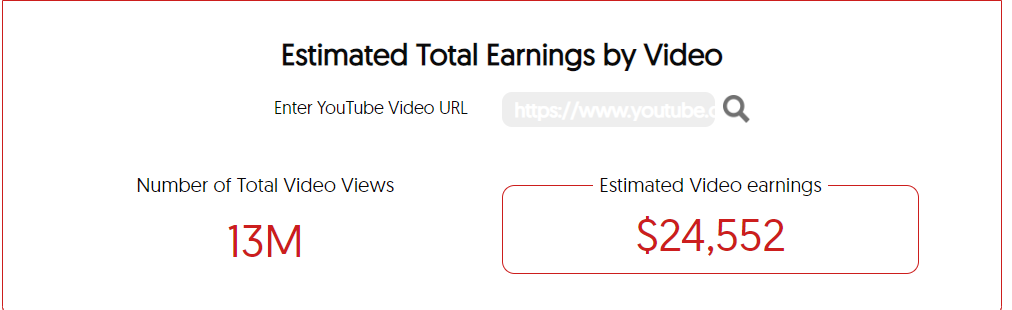 Estimated Total Earnings by Video
Enter YouTube Video URL
https://www.youtube.c
Number of Total Video Views
Estimated Video earnings
13M
$24,552